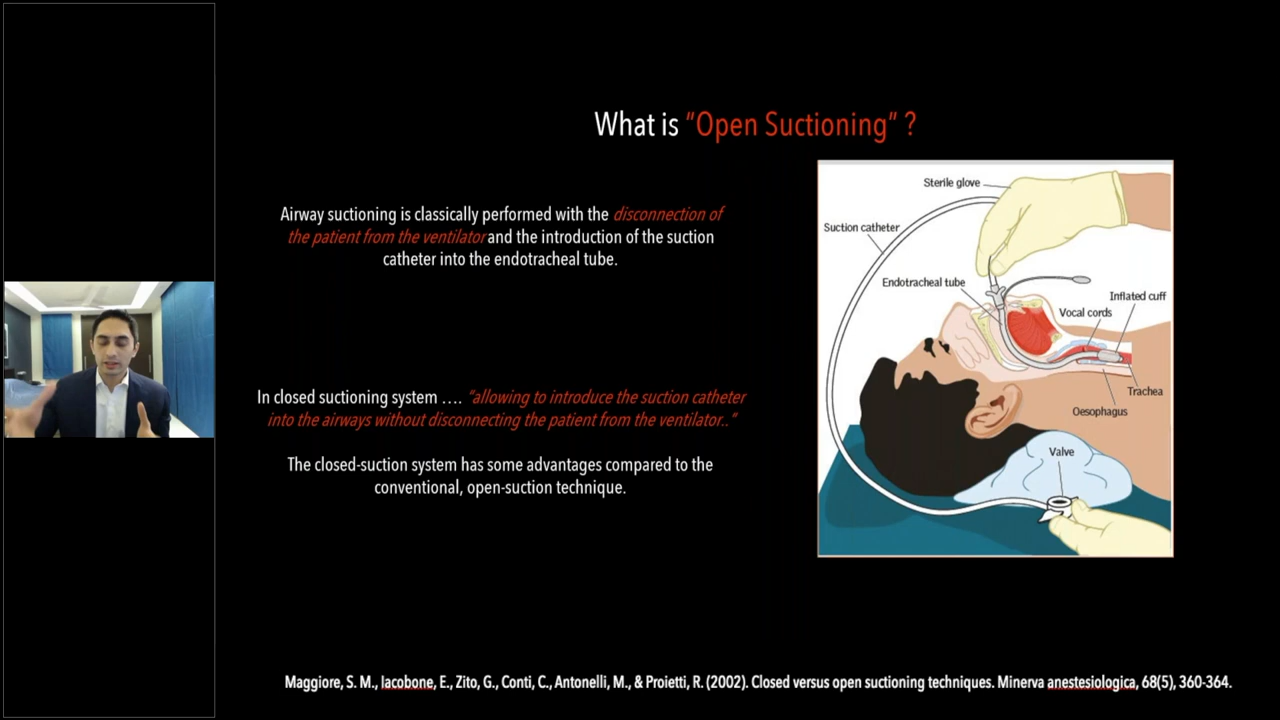 What is “Open Suctioning” ?
Airway suctioning is classically performed with the disconnection of
the patient from the ventilator and the introduction of the suction
catheter into the endotracheal tube.
In closed suctioning system …. “allowing to introduce the suction catheter
into the airways without disconnecting the patient from the ventilator..”
The closed-suction system has some advantages compared to the
conventional, open-suction technique.
Sterile glove
Suction catheter
Endotracheal tube
Inflated cuff
Vocal cords
Trachea
Oesophagus
Valve
Maggiore, S. M., Iacobone, E., Zito, G., Conti, C., Antonelli, M., & Proietti, R. (2002). Closed versus open suctioning techniques. Minerva anestesiologica, 68(5), 360-364.